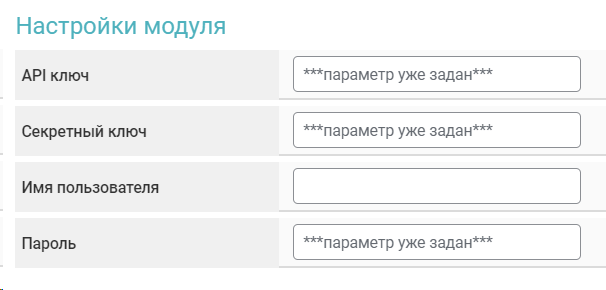 Настройки модуля
API ключ
***параметр уже задан***
Секретный ключ
***параметр уже задан***
Имя пользователя
Пароль
***параметр уже задан***